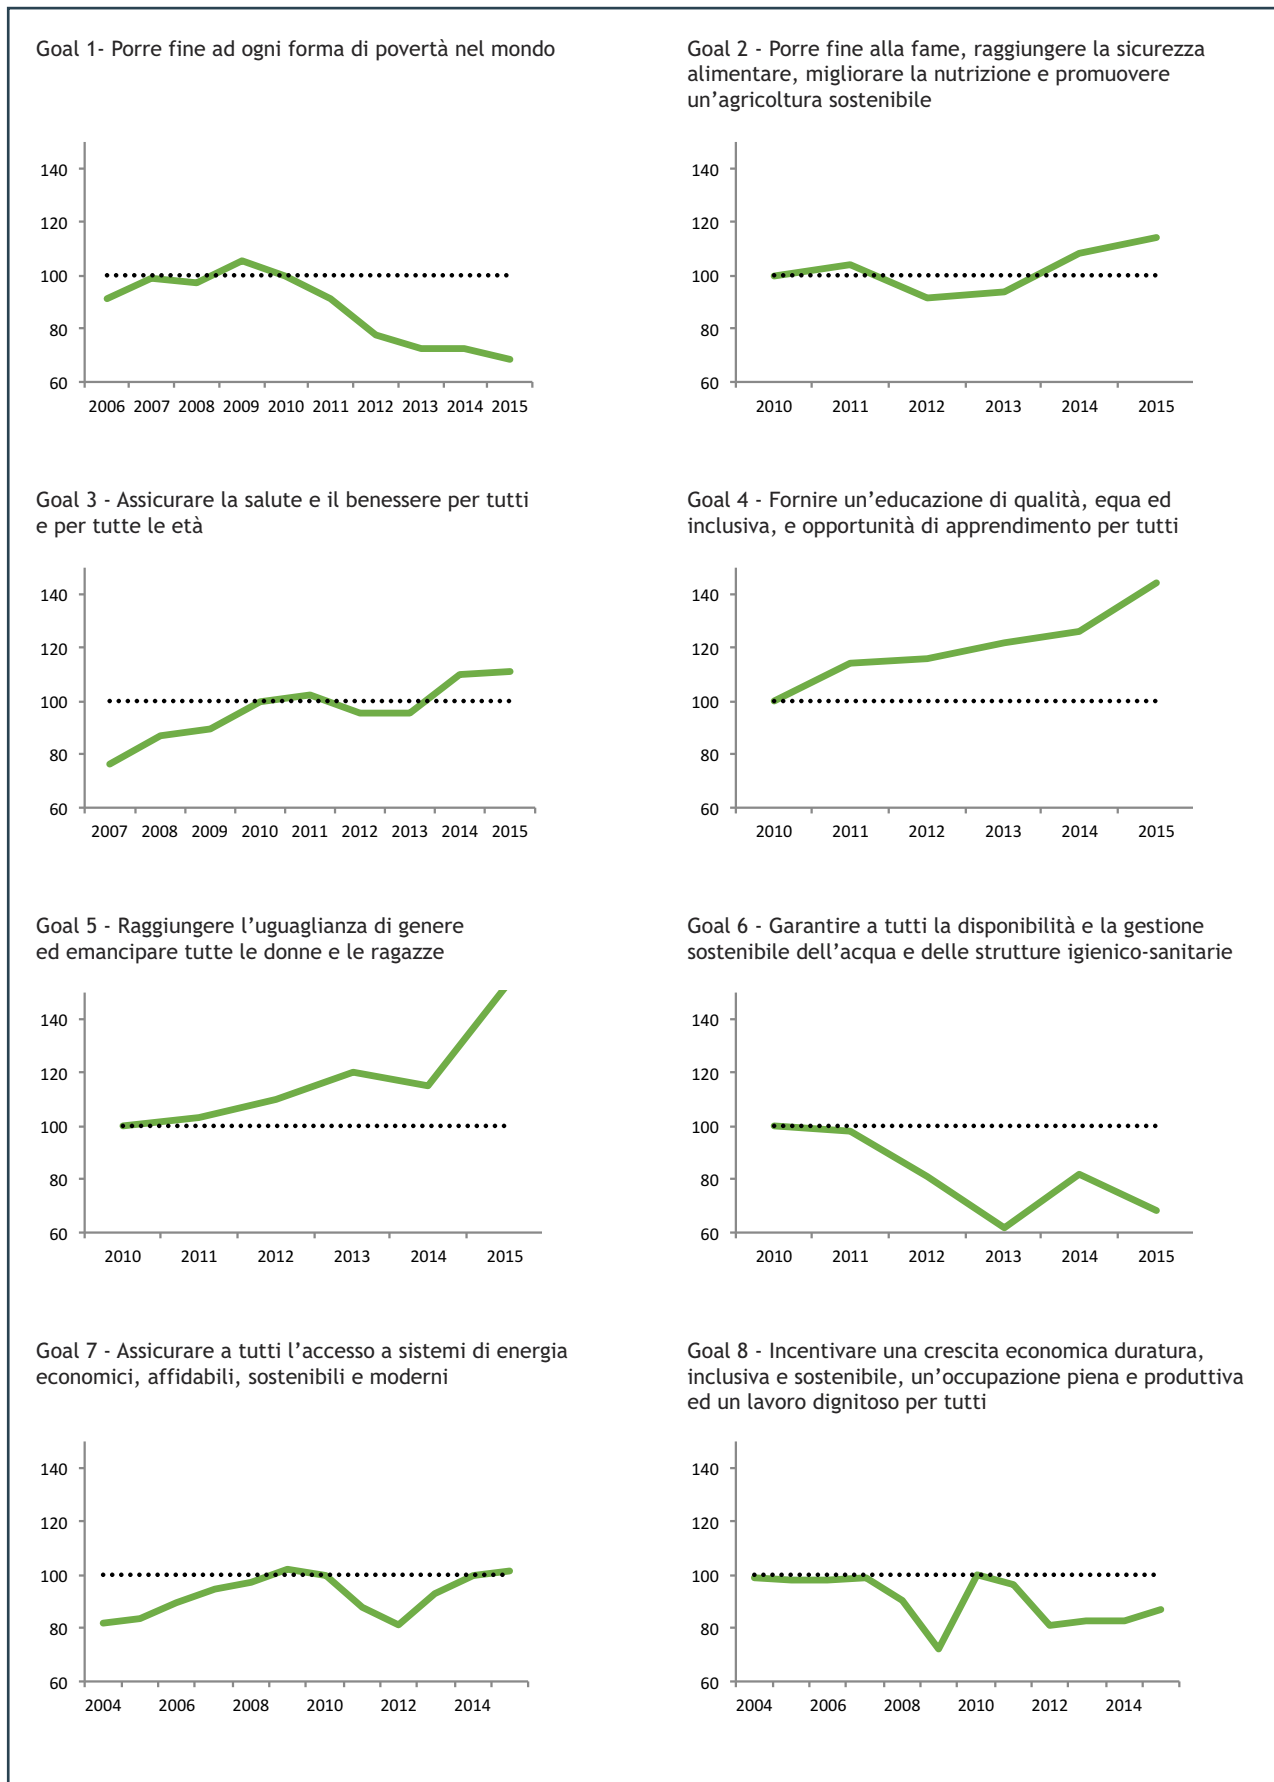 Goal 1- Porre fine ad ogni forma di povertà nel mondo
140
120
100
80
60
2006 2007 2008 2009 2010 2011 2012 2013 2014 2015
Goal 2 - Porre fine alla fame, raggiungere la sicurezza
alimentare, migliorare la nutrizione e promuovere
un’agricoltura sostenibile
140
120
100
80
60
2010 2011 2012 2013 2014 2015
Goal 3 - Assicurare la salute e il benessere per tutti
e per tutte le età
140
120
100
80
60
2007 2008 2009 2010 2011 2012 2013 2014 2015
Goal 4 - Fornire un’educazione di qualità, equa ed
inclusiva, e opportunità di apprendimento per tutti
140
120
100
80
60
2010 2011 2012 2013 2014 2015
Goal 5 - Raggiungere l’uguaglianza di genere
ed emancipare tutte le donne e le ragazze
140
120
100
80
60
2010 2011 2012 2013 2014 2015
Goal 6 - Garantire a tutti la disponibilità e la gestione
sostenibile dell’acqua e delle strutture igienico-sanitarie
140
120
100
80
60
2010 2011 2012 2013 2014 2015
Goal 7 - Assicurare a tutti l’accesso a sistemi di energia
economici, affidabili, sostenibili e moderni
140
120
100
80
60
2004 2006 2008 2010 2012 2014
Goal 8 - Incentivare una crescita economica duratura,
inclusiva e sostenibile, un’occupazione piena e produttiva
ed un lavoro dignitoso per tutti
140
120
100
80
60
2004 2006 2008 2010 2012 2014